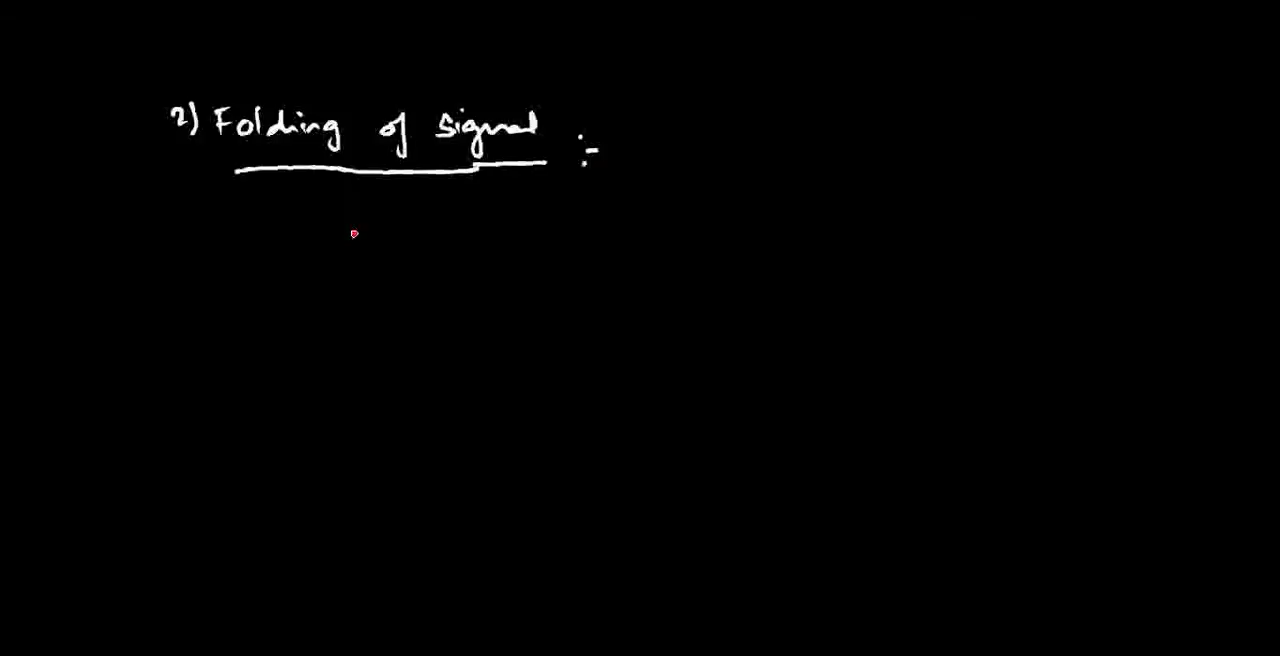 2) Folding of signal :-